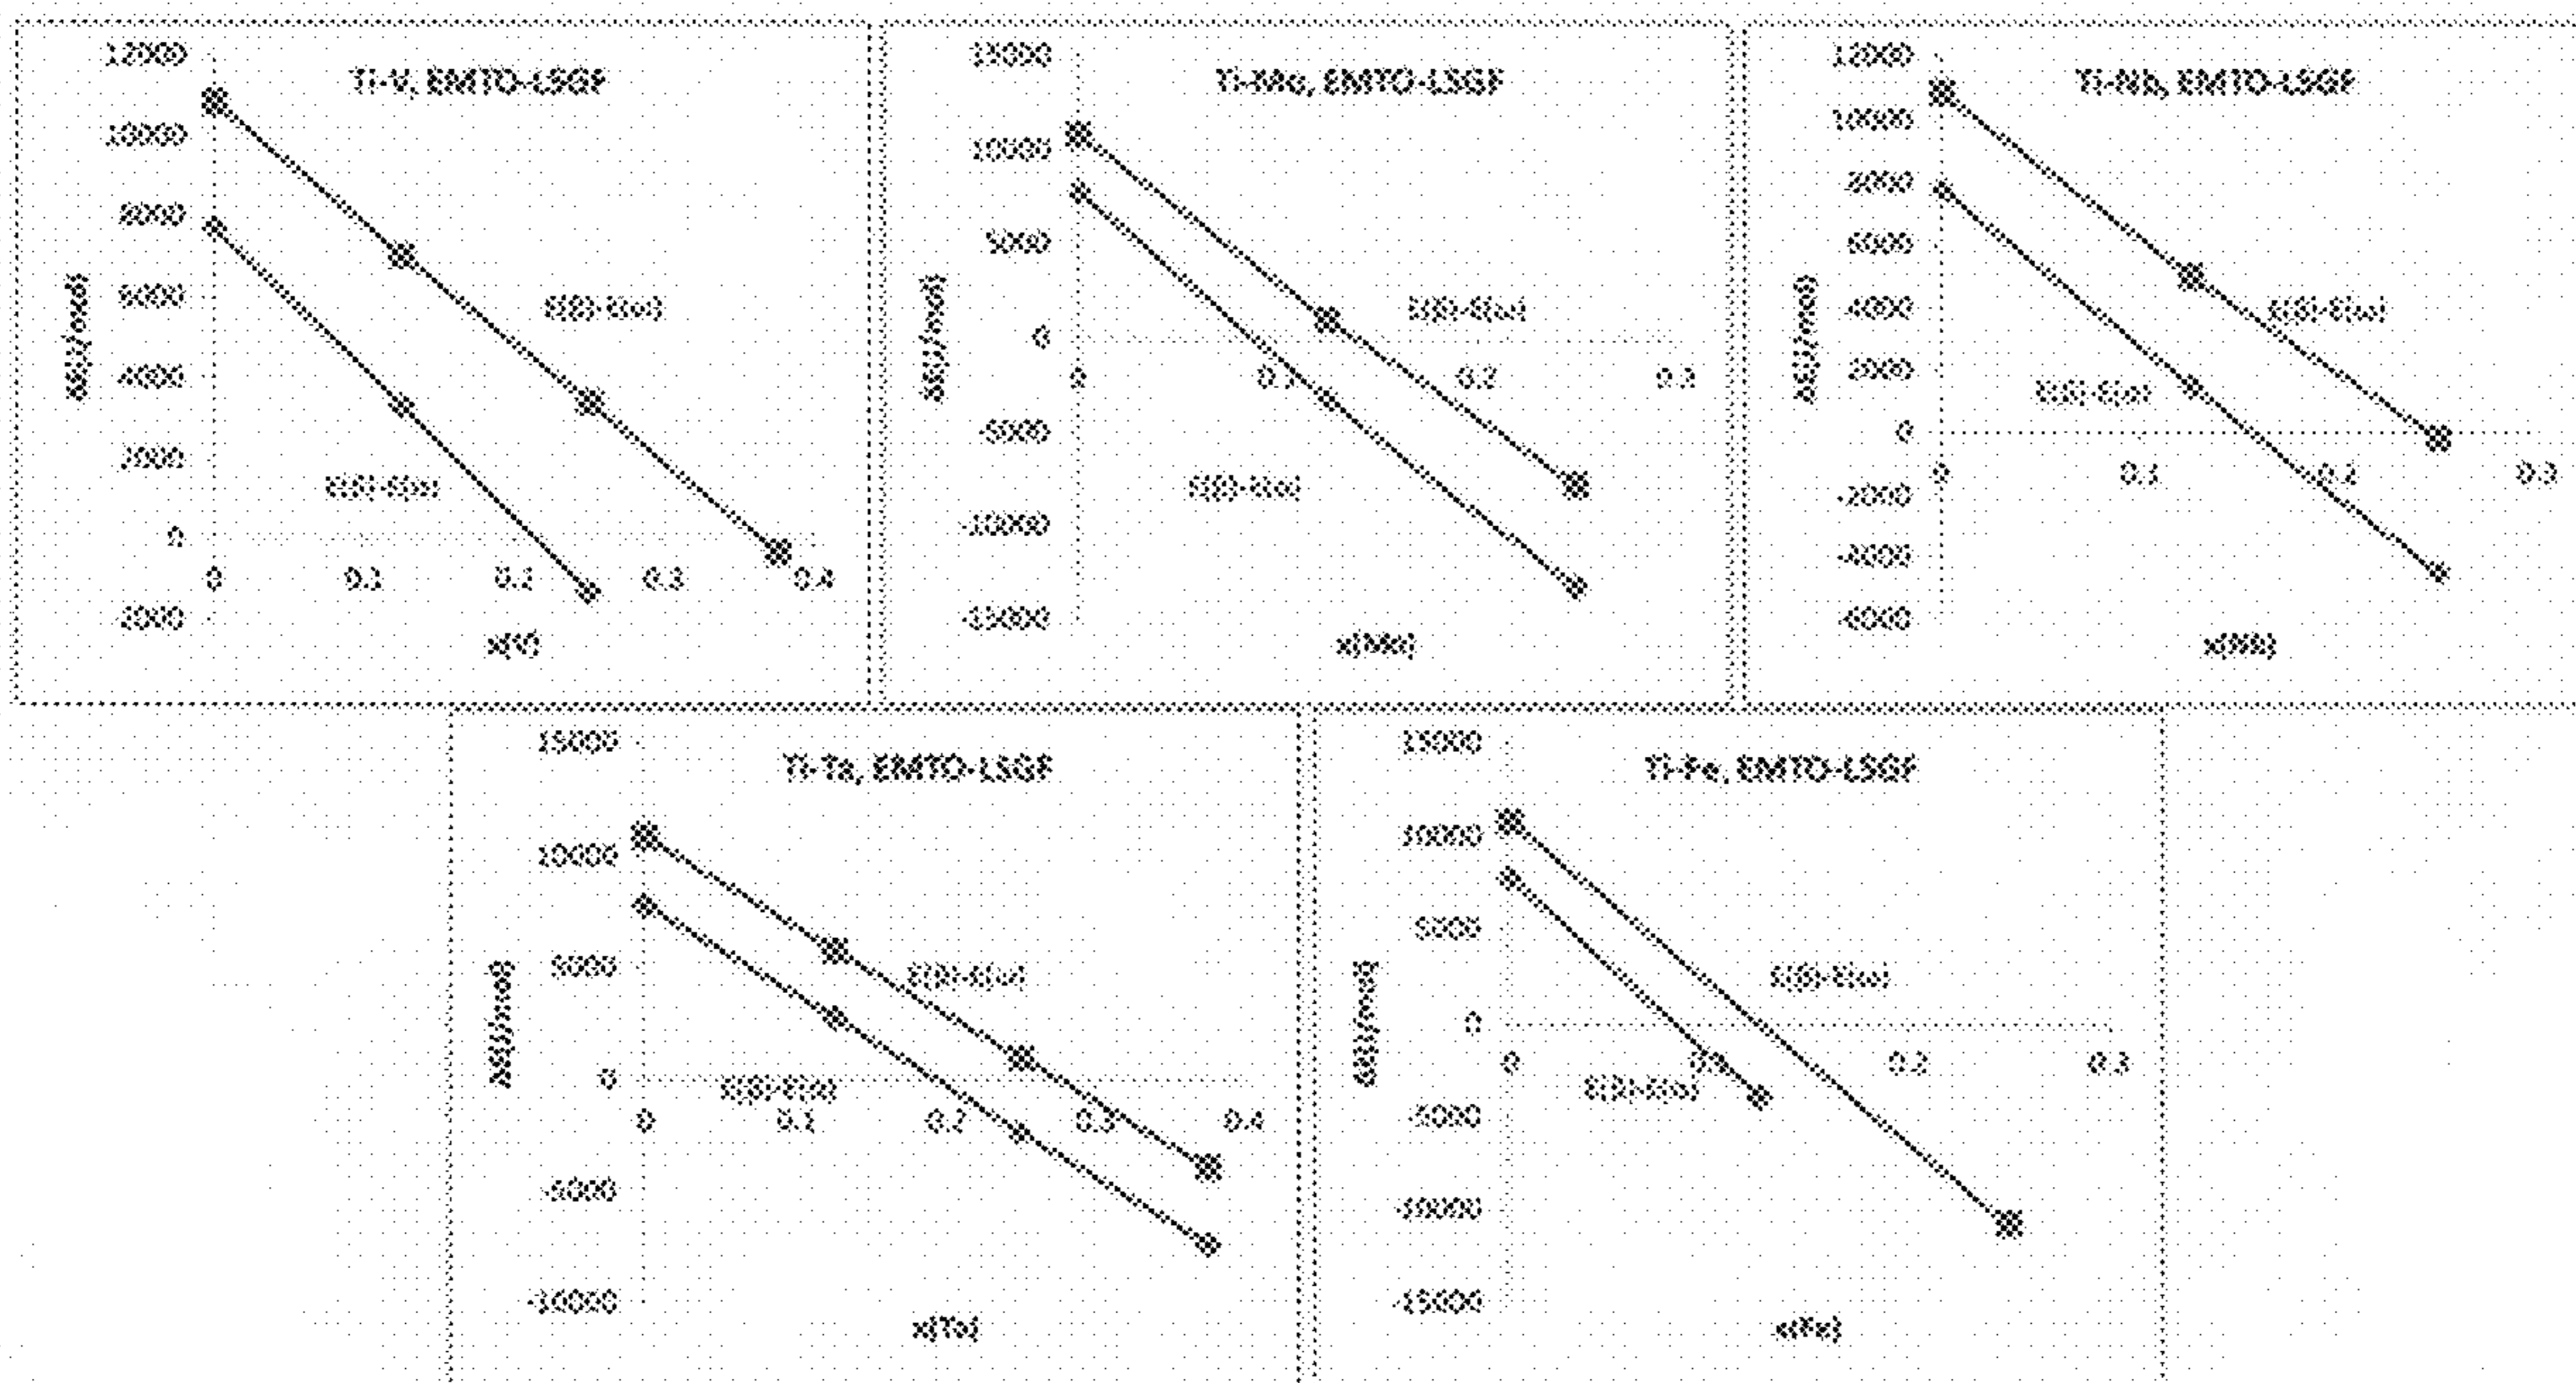 Ti-V, EMTO-LSGF
12000
10000
8000
6000
4000
2000
0
-2000
0 0.1 0.2 0.3 0.4
E(β)-E(ω)
x(V)
Ti-Mo, EMTO-LSGF
15000
10000
5000
0
-5000
-10000
-15000
0 0.1 0.2 0.3
E(β)-E(ω)
x(Mo)
Ti-Nb, EMTO-LSGF
12000
10000
8000
6000
4000
2000
0
-2000
-4000
-6000
0 0.1 0.2 0.3
E(β)-E(ω)
x(Nb)
Ti-Ta, EMTO-LSGF
15000
10000
5000
0
-5000
-10000
0 0.1 0.2 0.3 0.4
E(β)-E(ω)
x(Ta)
Ti-Fe, EMTO-LSGF
15000
10000
5000
0
-5000
-10000
-15000
0 0.2 0.3
E(β)-E(ω)
x(Fe)